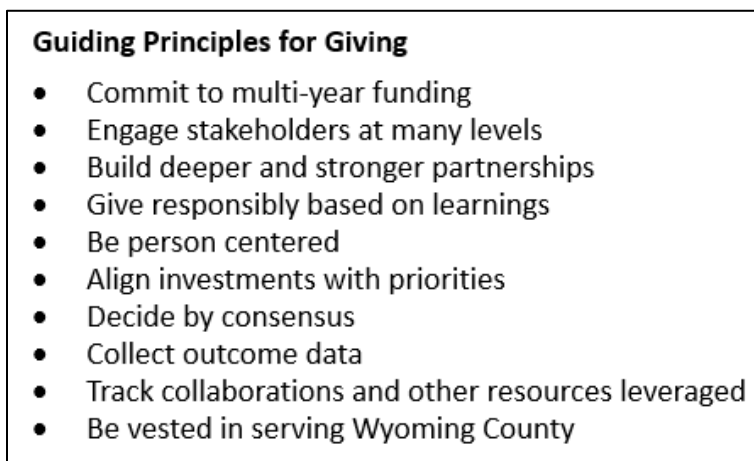 Guiding Principles for Giving
• Commit to multi-year funding
• Engage stakeholders at many levels
• Build deeper and stronger partnerships
• Give responsibly based on learnings
• Be person centered
• Align investments with priorities
• Decide by consensus
• Collect outcome data
• Track collaborations and other resources leveraged
• Be vested in serving Wyoming County